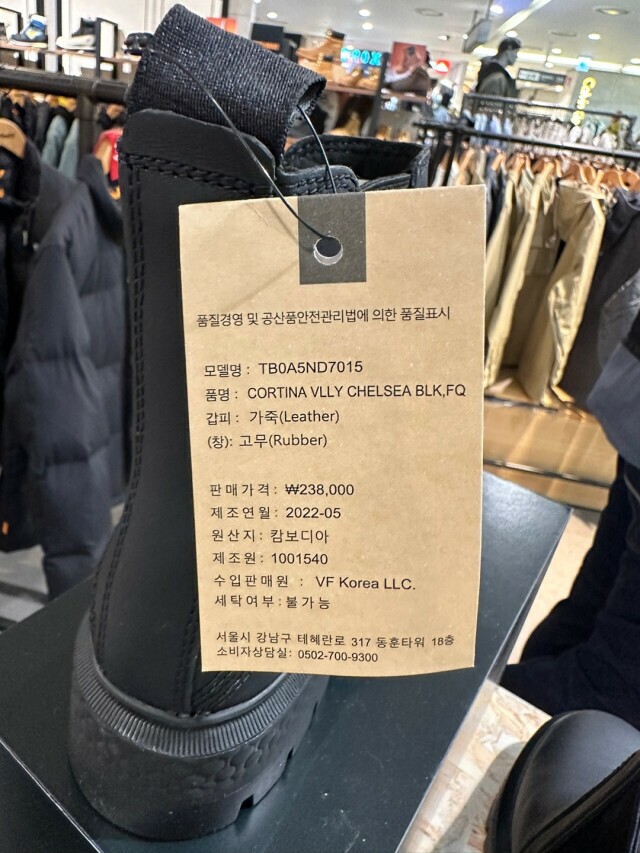 품질경영 및 공산품안전관리법에 의한 품질표시
모델명 : TB0A5ND7015
품명 : CORTINA VLLY CHELSEA BLK,FQ
갑피 : 가죽(Leather)
(창): 고무(Rubber)
판매가격 : ₩238,000
제조연월 : 2022-05
원산지 : 캄보디아
제조원 : 1001540
수입판매원 : VF Korea LLC.
세탁여부 : 불가능
서울시 강남구 테헤란로 317 동훈타워 18층
소비자상담실: 0502-700-9300